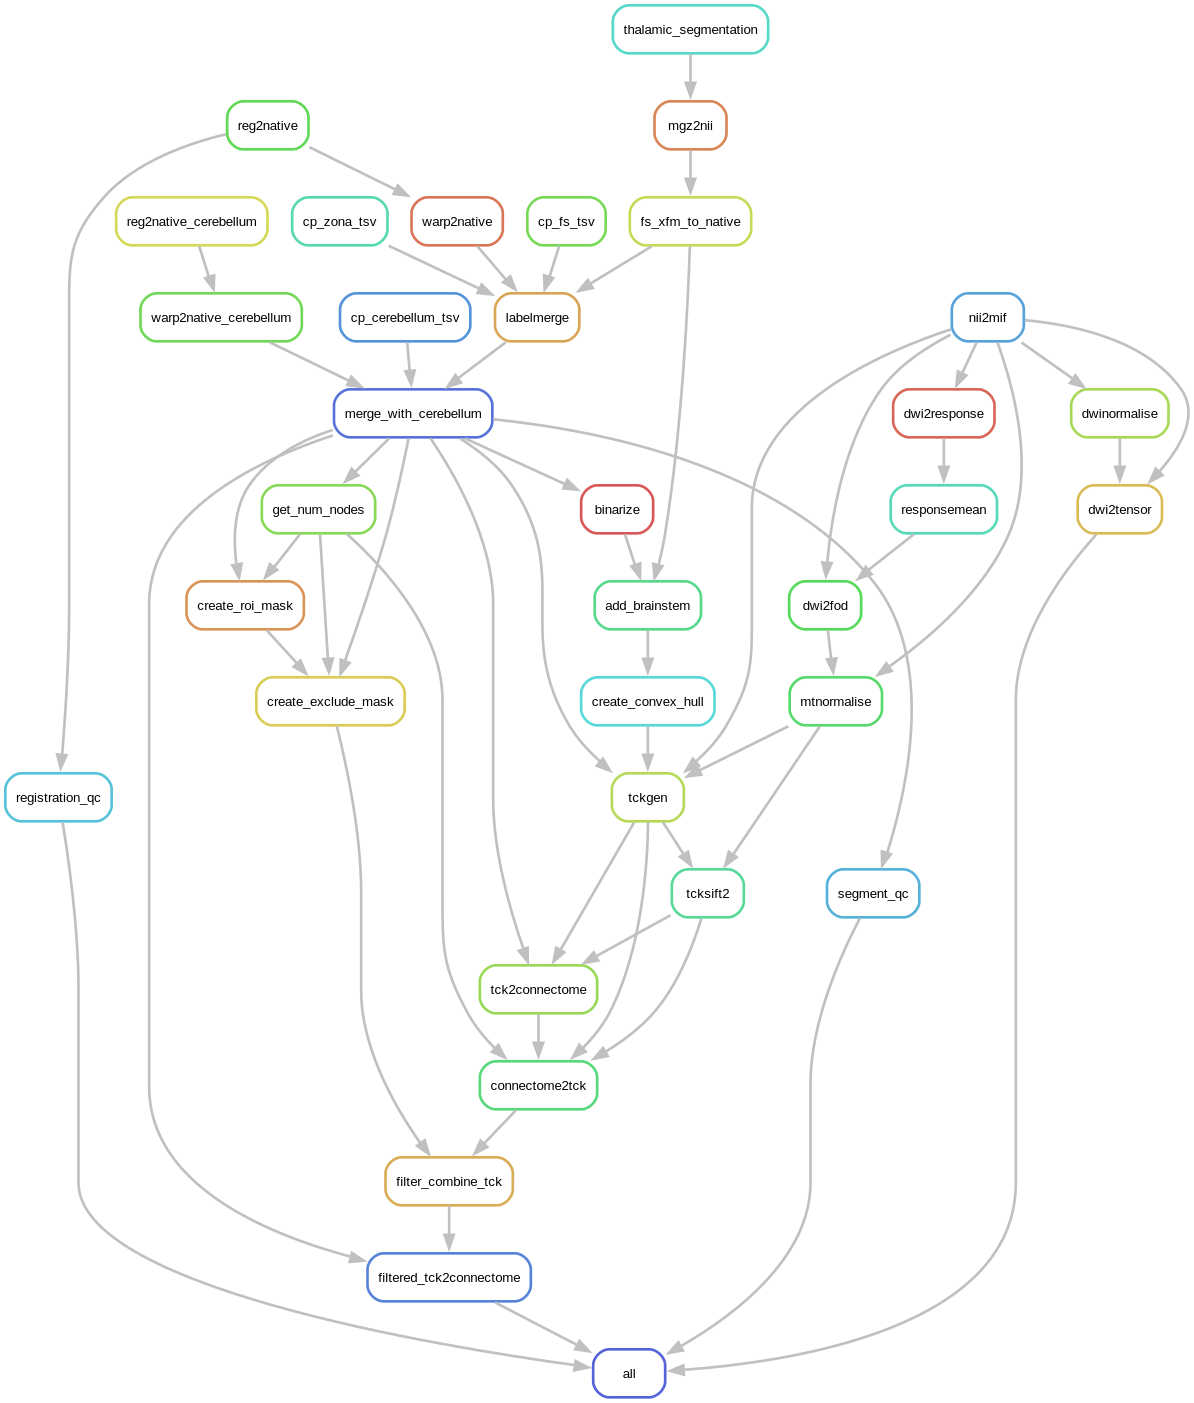 thalamic_segmentation
reg2native
mgz2nii
reg2native_cerebellum
cp_zona_tsv
warp2native
cp_fs_tsv
fs_xfm_to_native
warp2native_cerebellum
cp_cerebellum_tsv
labelmerge
nii2mif
merge_with_cerebellum
dwi2response
dwinormalise
get_num_nodes
binarize
responsemean
dwi2tensor
create_roi_mask
add_brainstem
dwi2fod
create_exclude_mask
create_convex_hull
mtnormalise
registration_qc
tckgen
tcksift2
segment_qc
tck2connectome
connectome2tck
filter_combine_tck
filtered_tck2connectome
all